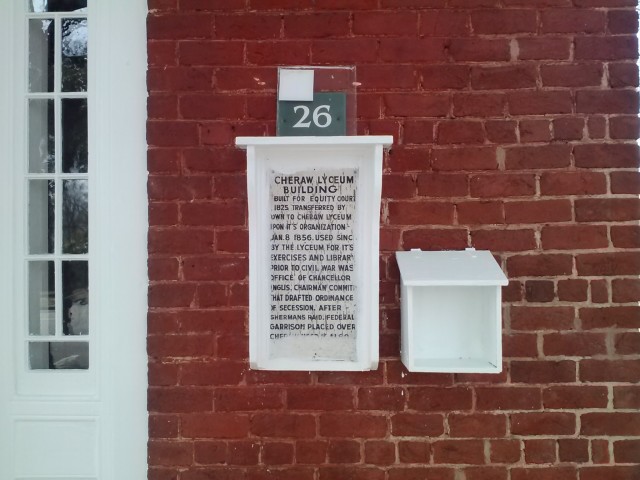 26
CHERAW LYCEUM
BUILDING
BUILT FOR EQUITY COURT
1825. TRANSFERRED BY
OWN TO CHERAW LYCEUM
UPON IT'S ORGANIZATION
JAN. 8 1856. USED SINC
BY THE LYCEUM FOR IT'S
EXERCISES AND LIBRAR
PRIOR TO CIVIL WAR WAS
OFFICE OF CHANCELLOR
INGLIS. CHAIRMAN COMMIT
THAT DRAFTED ORDINANCE
OF SECESSION. AFTER
SHERMANS RAID. FEDERAL
GARRISON PLACED OVER